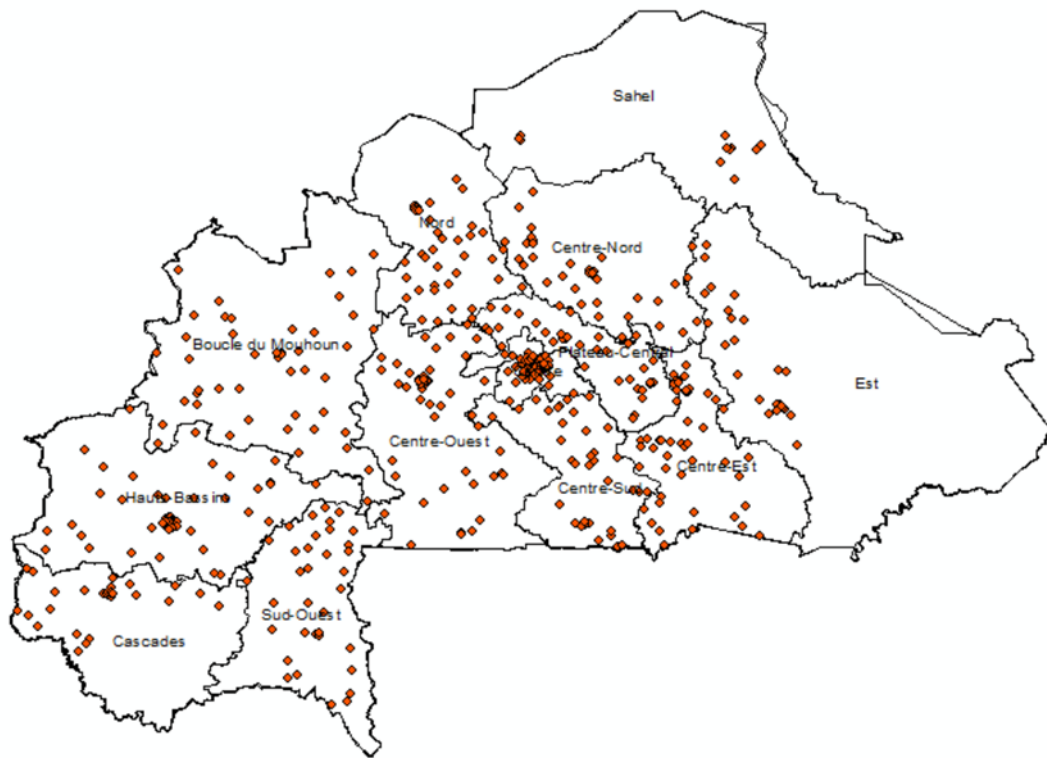 Sahel
Nord
Centre-Nord
Boucle du Mouhoun
Plateau-Central
Est
Centre-Ouest
Centre-Est
Centre-Sud
Hauts Bassins
Sud-Ouest
Cascades